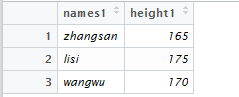 names1 height1
1 zhangsan 165
2 lisi 175
3 wangwu 170